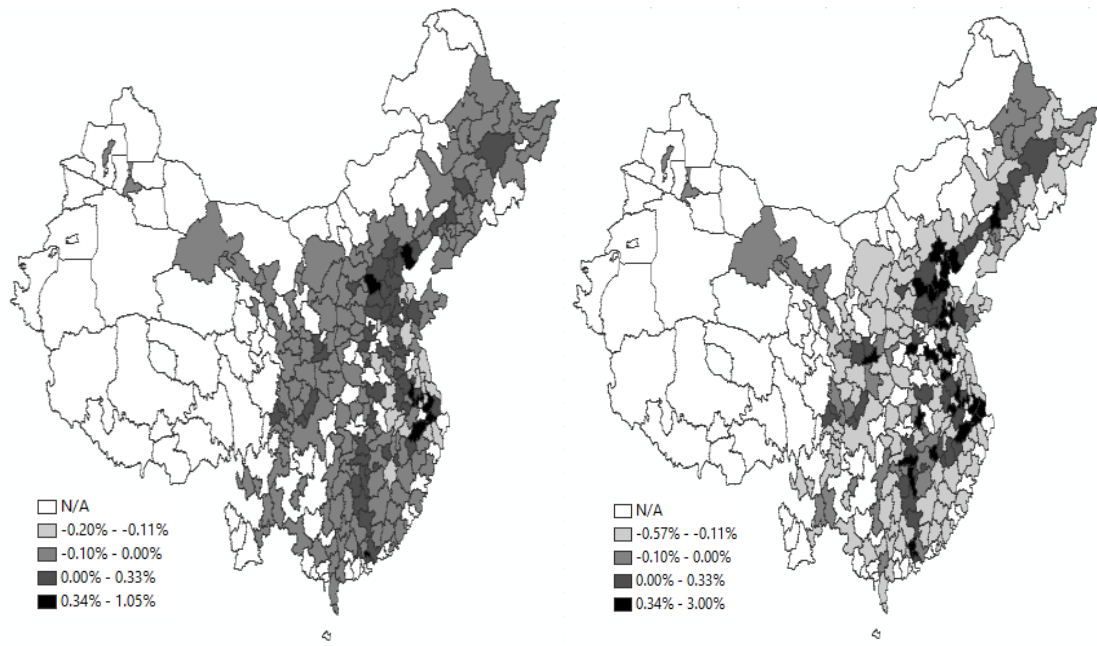 N/A
-0.20% - -0.11%
-0.10% - 0.00%
0.00% - 0.33%
0.34% - 1.05%
N/A
-0.57% - -0.11%
-0.10% - 0.00%
0.00% - 0.33%
0.34% - 3.00%